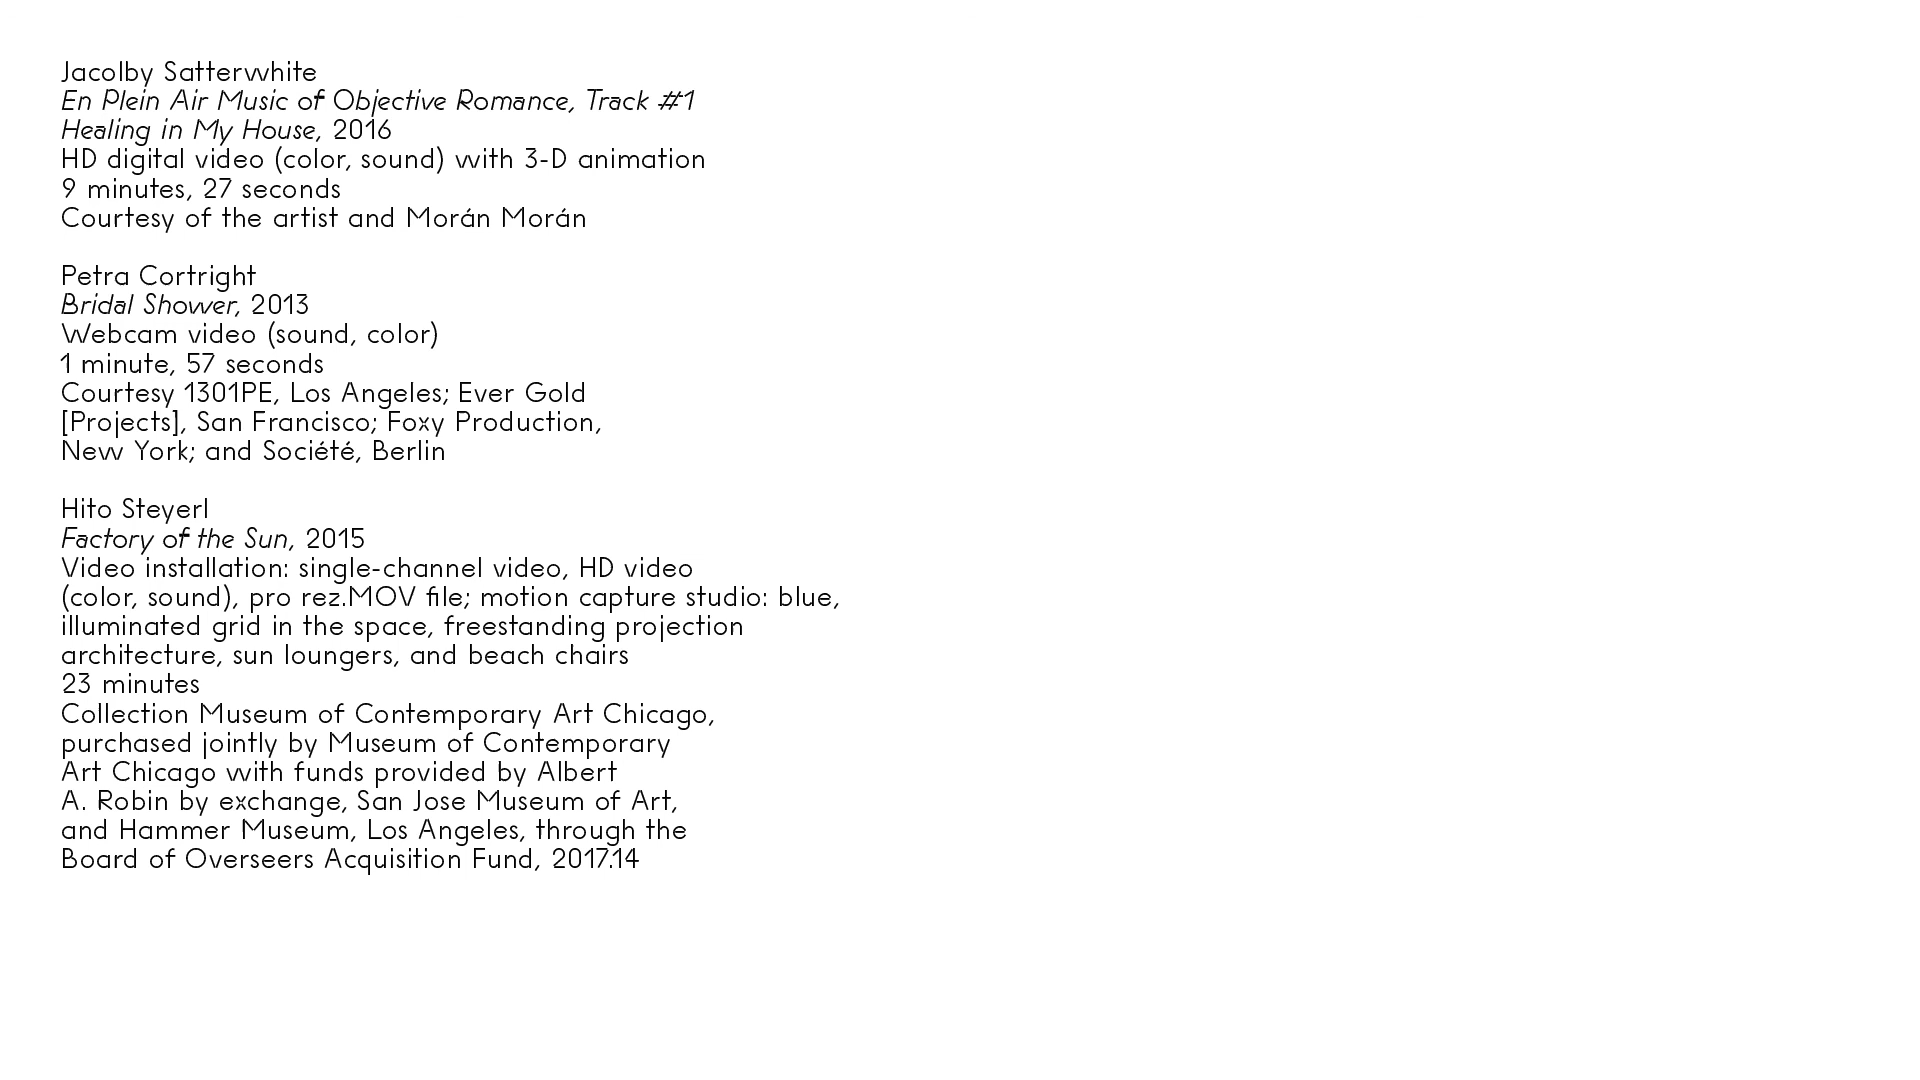 Jacolby Satterwhite
En Plein Air Music of Objective Romance, Track #1
Healing in My House, 2016
HD digital video (color, sound) with 3-D animation
9 minutes, 27 seconds
Courtesy of the artist and Morán Morán
Petra Cortright
Bridal Shower, 2013
Webcam video (sound, color)
1 minute, 57 seconds
Courtesy 1301PE, Los Angeles; Ever Gold
[Projects], San Francisco; Foxy Production,
New York; and Société, Berlin
Hito Steyerl
Factory of the Sun, 2015
Video installation: single-channel video, HD video
(color, sound), pro rez.MOV file; motion capture studio: blue,
illuminated grid in the space, freestanding projection
architecture, sun loungers, and beach chairs
23 minutes
Collection Museum of Contemporary Art Chicago,
purchased jointly by Museum of Contemporary
Art Chicago with funds provided by Albert
A. Robin by exchange, San Jose Museum of Art,
and Hammer Museum, Los Angeles, through the
Board of Overseers Acquisition Fund, 2017.14